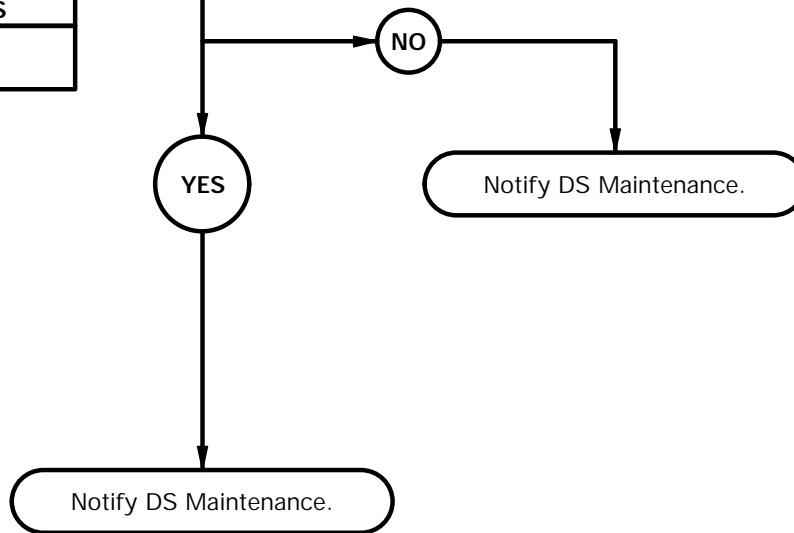 S
NO
YES
Notify DS Maintenance.
Notify DS Maintenance.